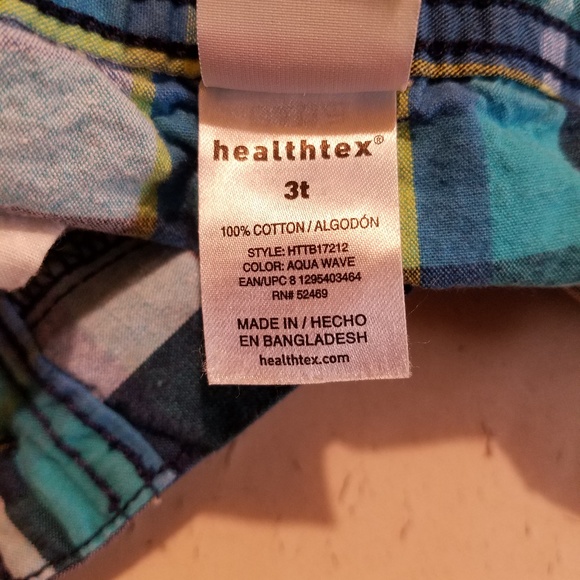 healthtex®
3t
100% COTTON / ALGODÓN
STYLE: HTTB17212
COLOR: AQUA WAVE
EAN/UPC 8 1295403464
RN# 52469
MADE IN / HECHO
EN BANGLADESH
healthtex.com